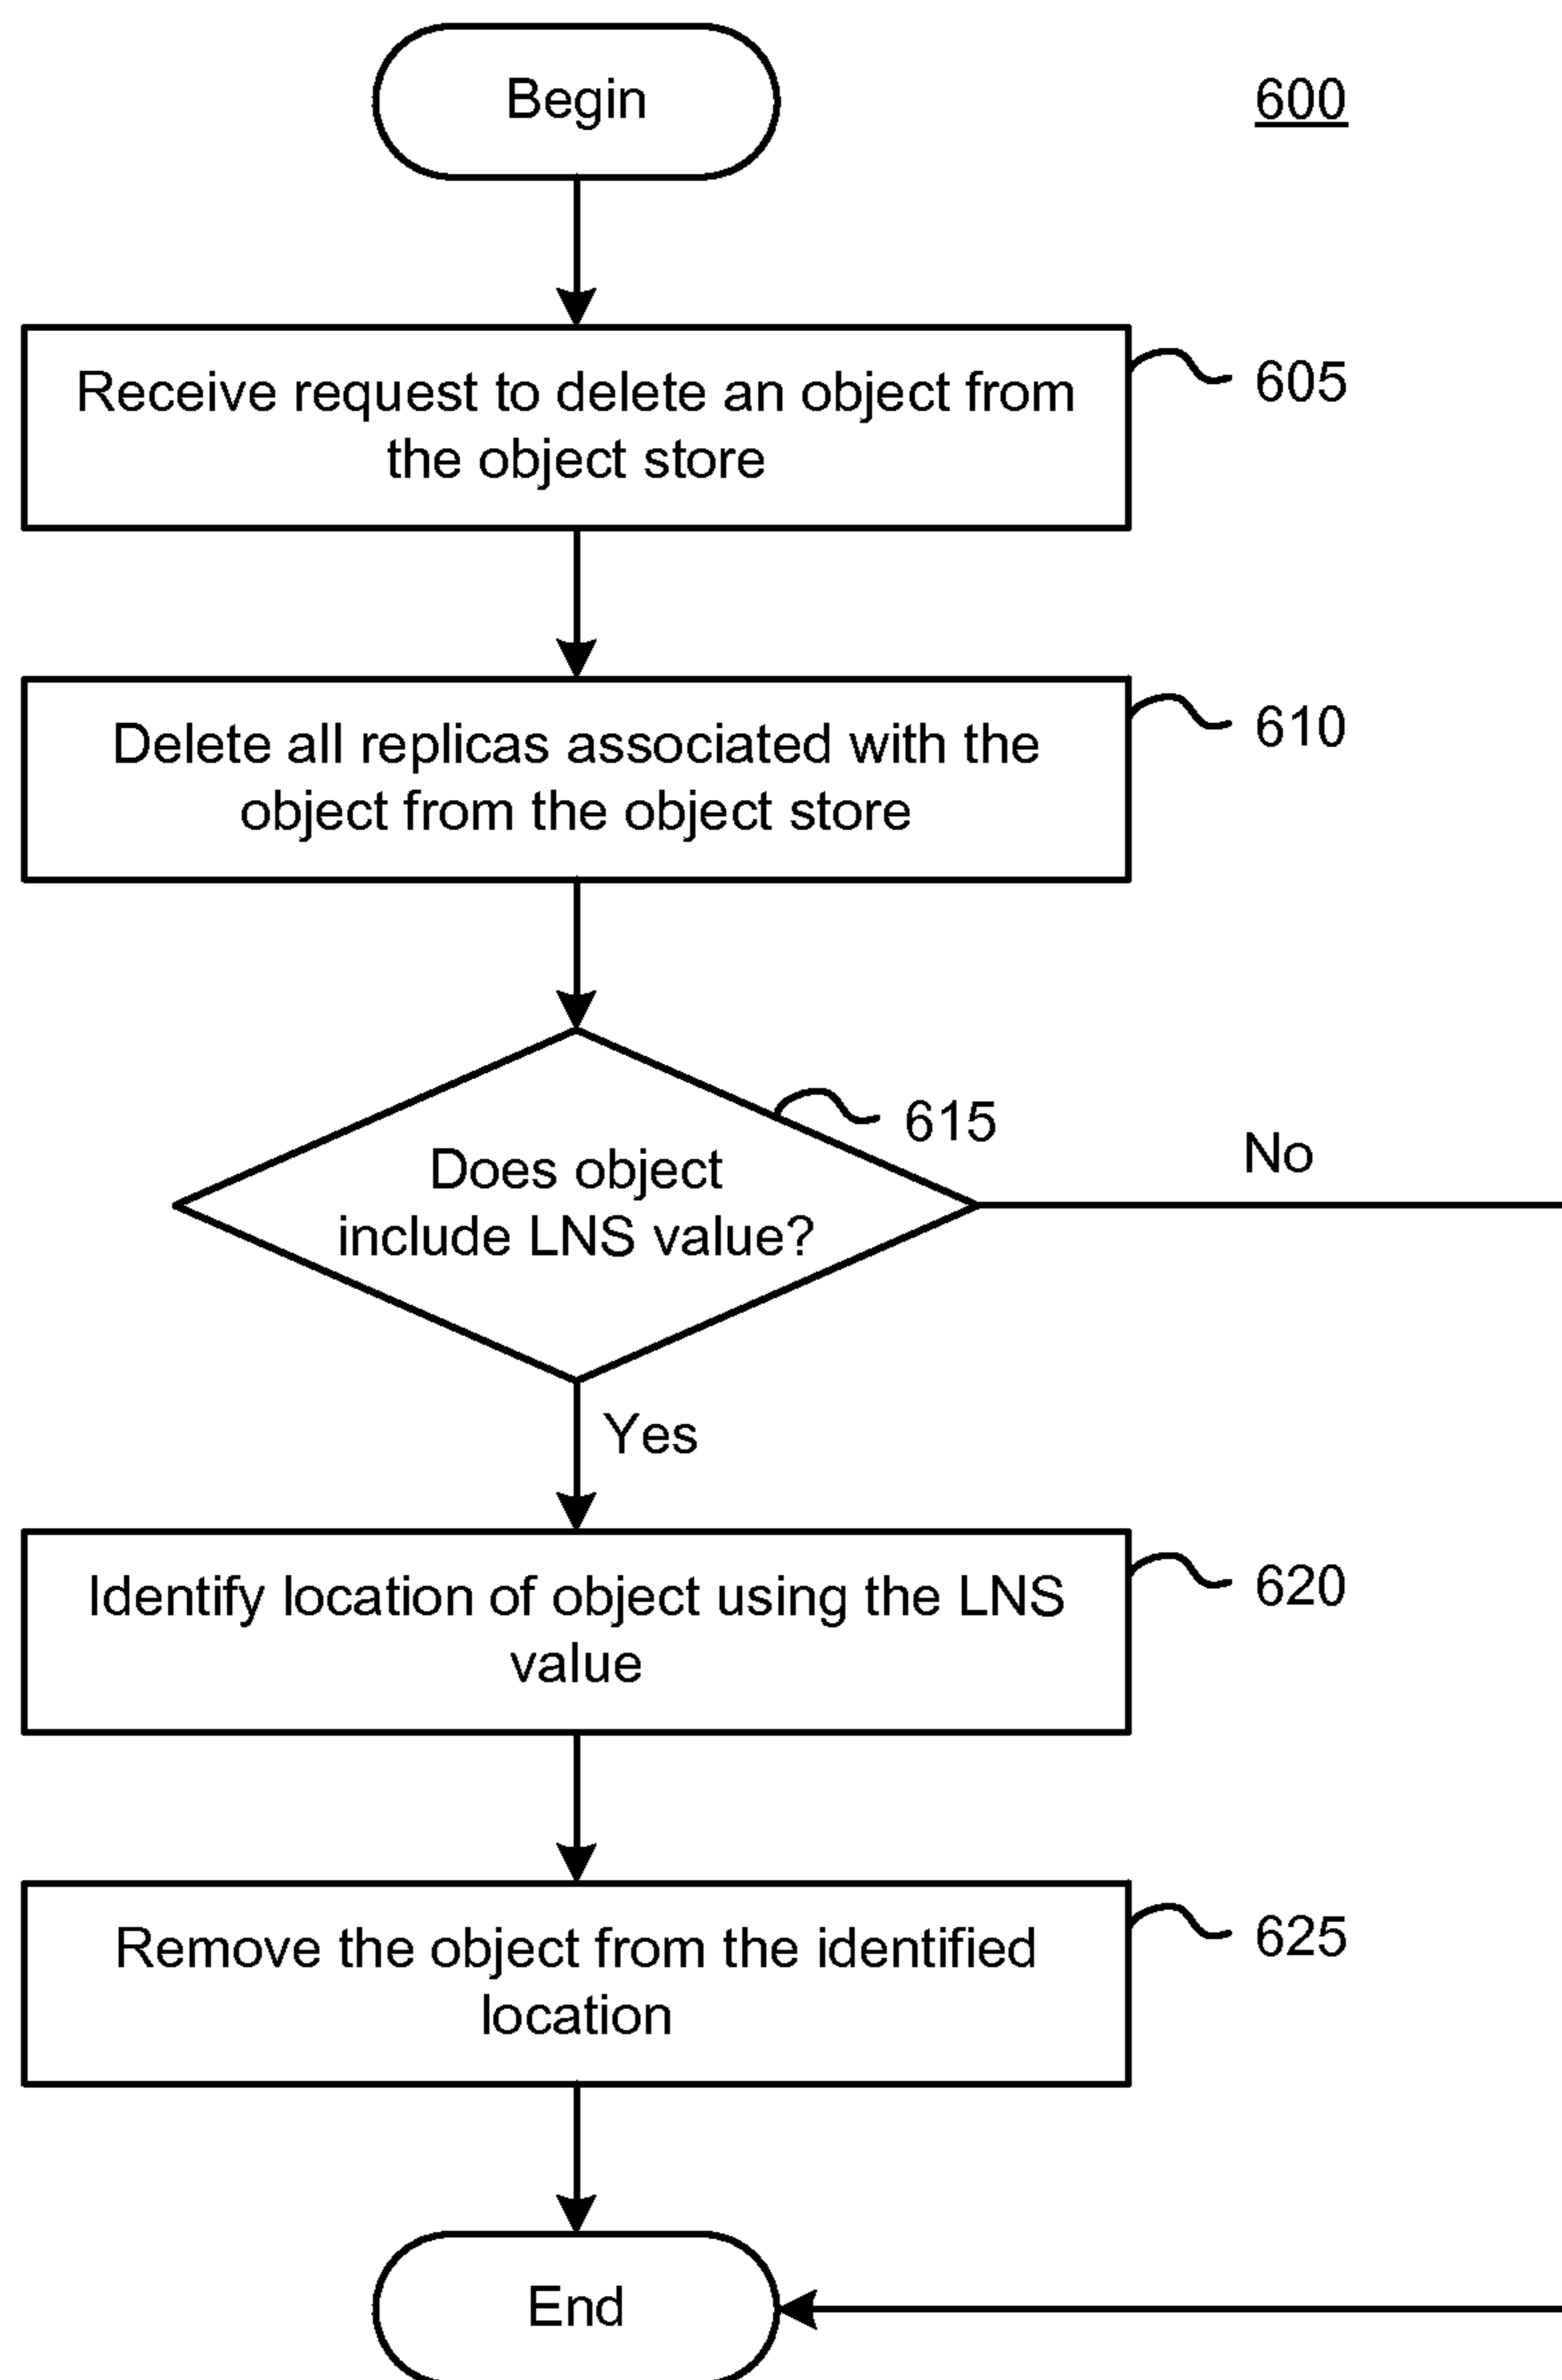 Begin
600
Receive request to delete an object from
the object store
605
Delete all replicas associated with the
object from the object store
610
615
Does object
include LNS value?
No
Yes
Identify location of object using the LNS
value
620
Remove the object from the identified
location
625
End